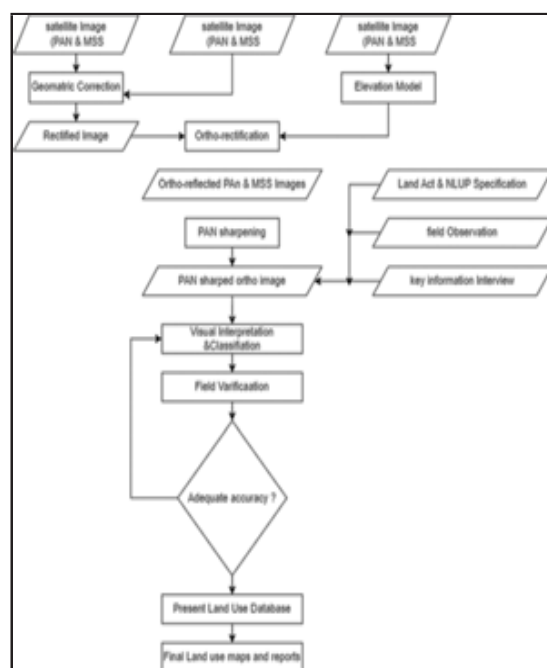 satellite Image
(PAN & MSS
satellite Image
(PAN & MSS
satellite Image
(PAN & MSS
Geomatric Correction
Elevation Model
Rectified Image
Ortho-rectification
Ortho-reflected PAn & MSS Images
Land Act & NLUP Specification
PAN sharpening
field Observation
PAN sharped ortho image
key information Interview
Visual Interpretation
&Classifiation
Field Varificaation
Adequate accuracy ?
Present Land Use Database
Final Land use maps and reports